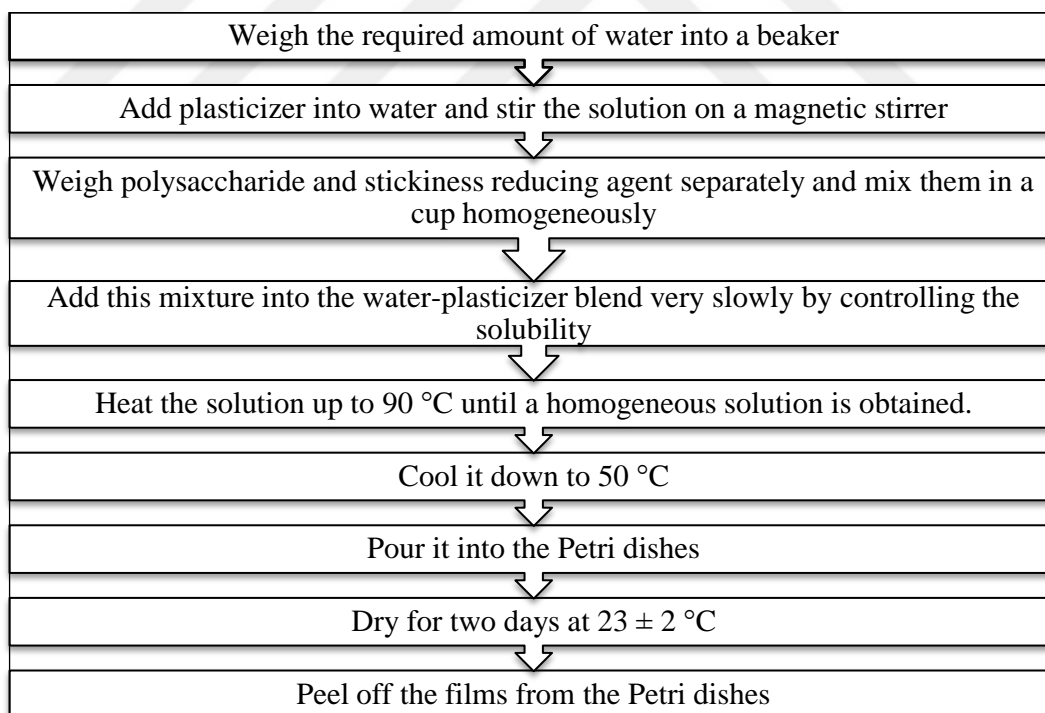 Weigh the required amount of water into a beaker
Add plasticizer into water and stir the solution on a magnetic stirrer
Weigh polysaccharide and stickiness reducing agent separately and mix them in a
cup homogeneously
Add this mixture into the water-plasticizer blend very slowly by controlling the
solubility
Heat the solution up to 90 °C until a homogeneous solution is obtained.
Cool it down to 50 °C
Pour it into the Petri dishes
Dry for two days at 23 ± 2 °C
Peel off the films from the Petri dishes